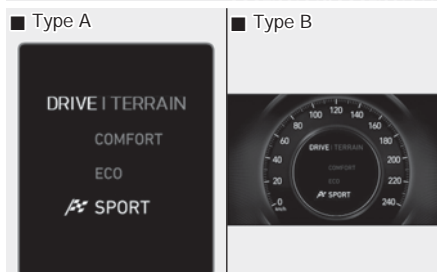 ■ Type A
DRIVE | TERRAIN
COMFORT
ECO
SPORT
■ Type B
0 20 40 60 80 100 120 140 160 180 200 220 240
km/h
DRIVE | TERRAIN
COMFORT
ECO
SPORT